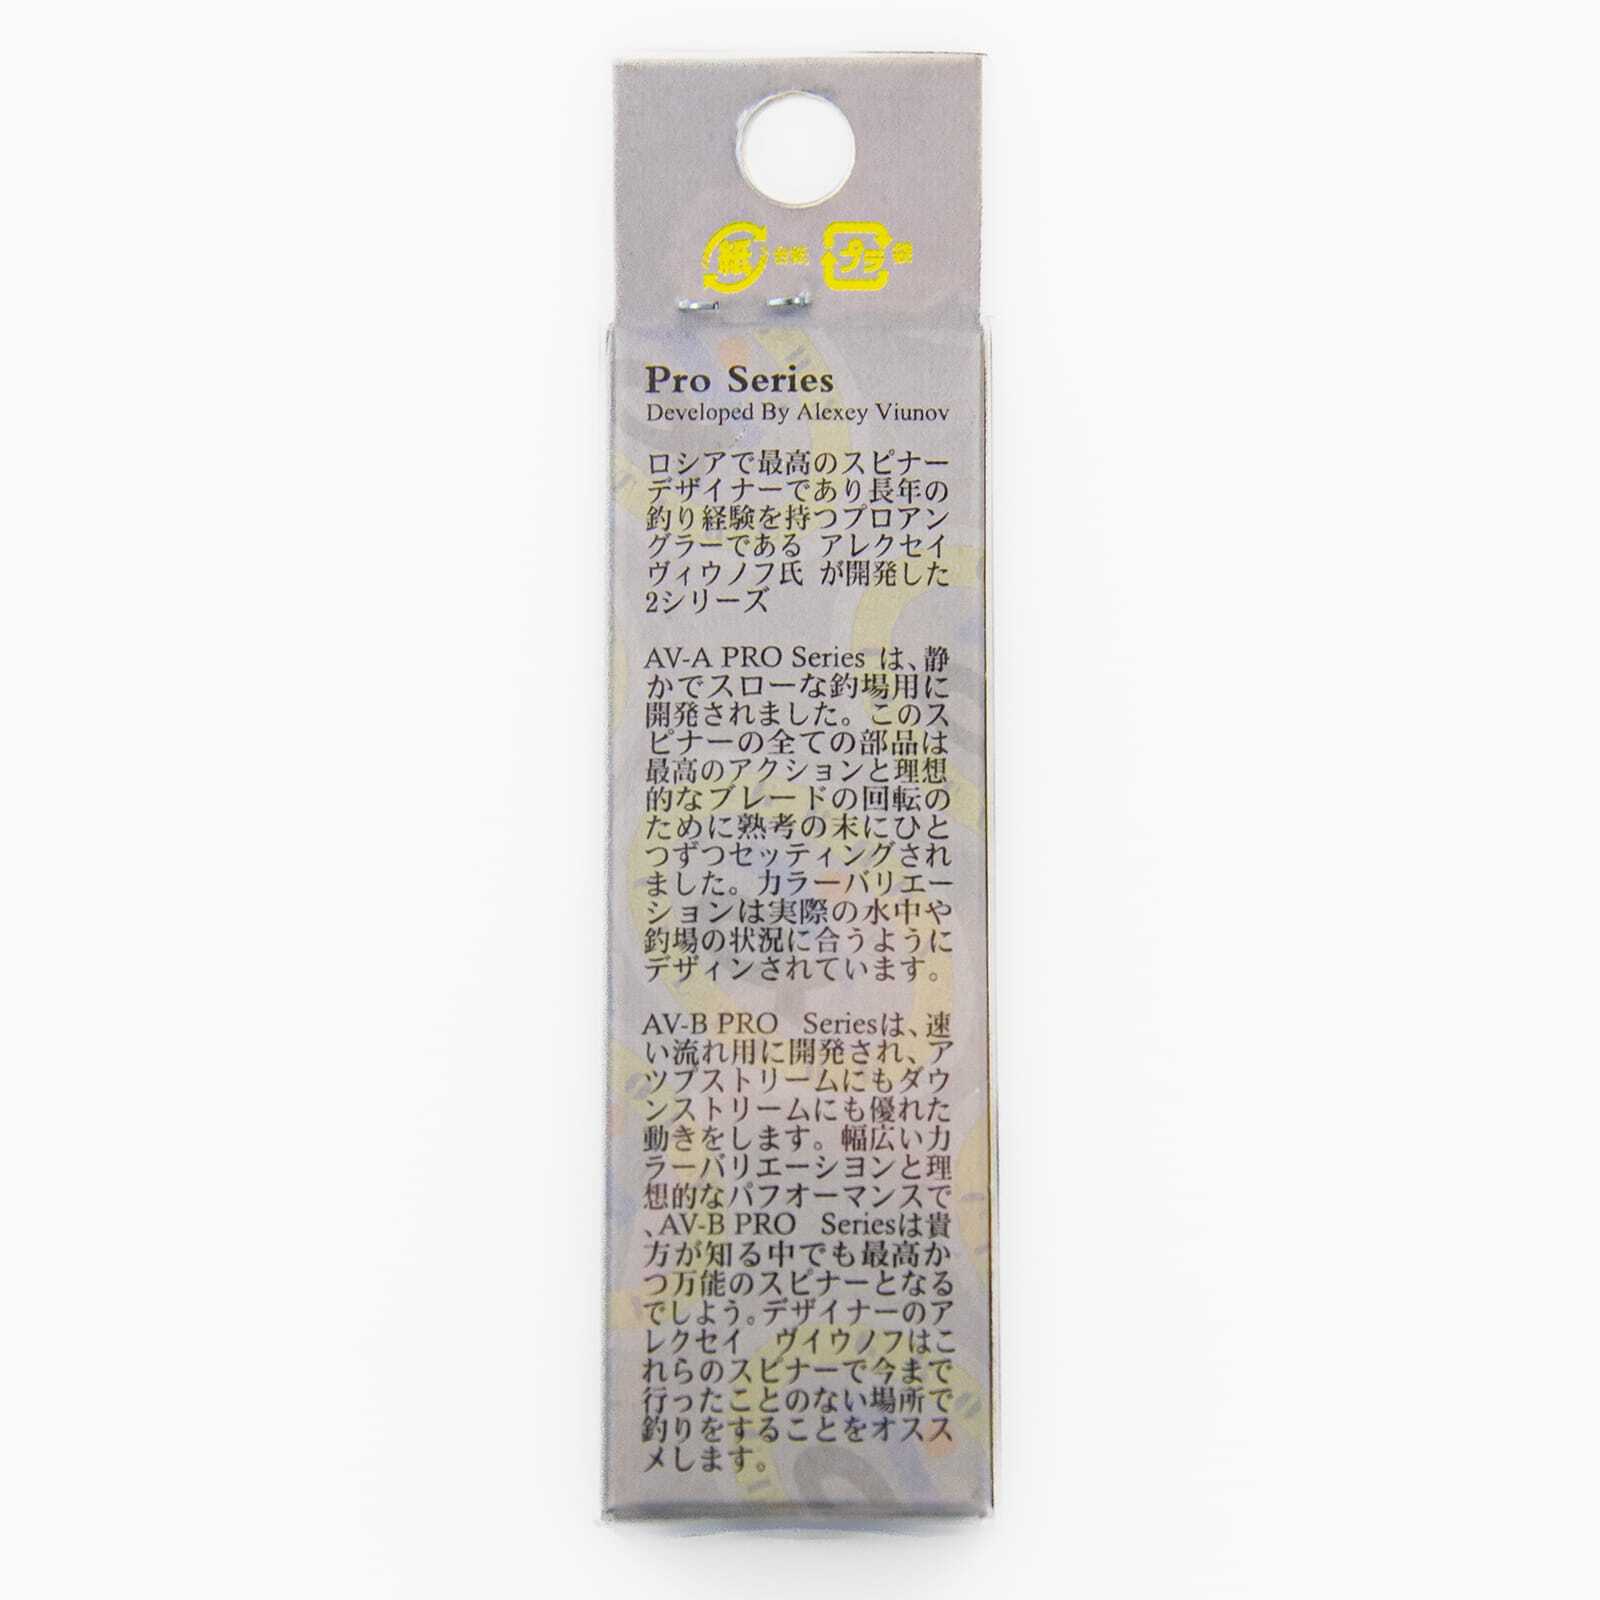 紙 台紙 プラ 袋
Pro Series
Developed By Alexey Viunov
ロシアで最高のスピナー
デザイナーであり長年の
釣り経験を持つプロアン
グラーである アレクセイ
ヴィウノフ氏 が開発した
2シリーズ
AV-A PRO Series は、静
かでスローな釣場用に
開発されました。このス
ピナーの全ての部品は
最高のアクションと理想
的なブレードの回転の
ために熟考の末にひと
つずつセッティングされ
ました。カラーバリエー
ションは実際の水中や
釣場の状況に合うように
デザィンされています。
AV-B PRO Seriesは、速
い流れ用に開発され、ア
ツプストリームにもダウ
ンストリームにも優れた
動きをします。幅広いカ
ラーバリエーシヨンと理
想的なパフオーマンスで
、AV-B PRO Seriesは貴
方が知る中でも最高か
つ万能のスピナーとなる
でしよう。デザイナーのア
レクセイ ヴイウノフはこ
れらのスピナーで今まで
行ったことのない場所で
釣りをすることをオスス
メします。